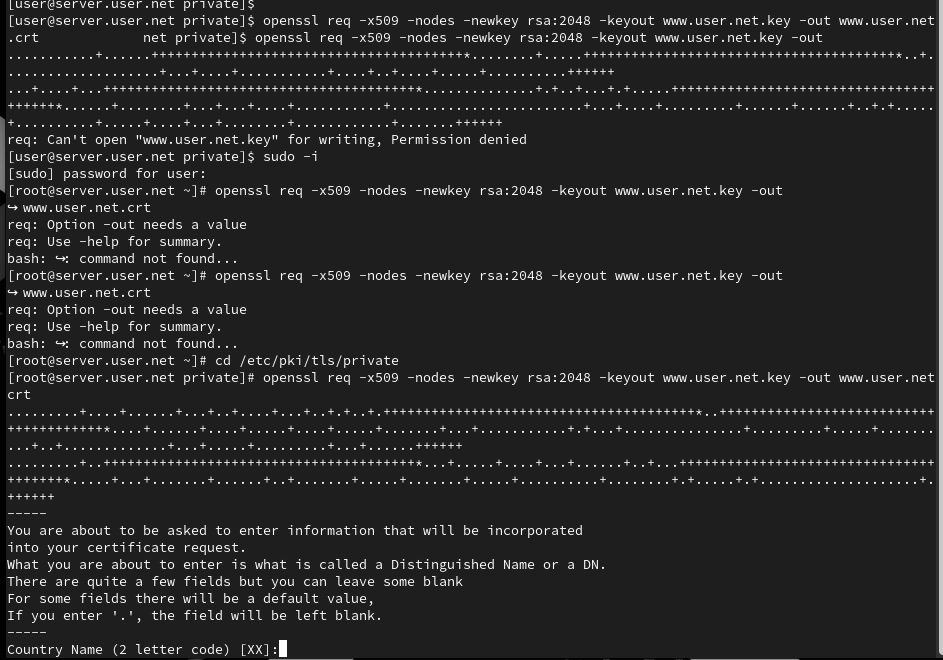 [user@server.user.net private]$
[user@server.user.net private]$ openssl req -x509 -nodes -newkey rsa:2048 -keyout www.user.net.key -out www.user.net
.crt             net private]$ openssl req -x509 -nodes -newkey rsa:2048 -keyout www.user.net.key -out
req: Can't open "www.user.net.key" for writing, Permission denied
[user@server.user.net private]$ sudo -i
[sudo] password for user:
[root@server.user.net ~]# openssl req -x509 -nodes -newkey rsa:2048 -keyout www.user.net.key -out
↪ www.user.net.crt
req: Option -out needs a value
req: Use -help for summary.
bash: ↪: command not found...
[root@server.user.net ~]# openssl req -x509 -nodes -newkey rsa:2048 -keyout www.user.net.key -out
↪ www.user.net.crt
req: Option -out needs a value
req: Use -help for summary.
bash: ↪: command not found...
[root@server.user.net ~]# cd /etc/pki/tls/private
[root@server.user.net private]# openssl req -x509 -nodes -newkey rsa:2048 -keyout www.user.net.key -out www.user.net
crt
-----
You are about to be asked to enter information that will be incorporated
into your certificate request.
What you are about to enter is what is called a Distinguished Name or a DN.
There are quite a few fields but you can leave some blank
For some fields there will be a default value,
If you enter '.', the field will be left blank.
-----
Country Name (2 letter code) [XX]: